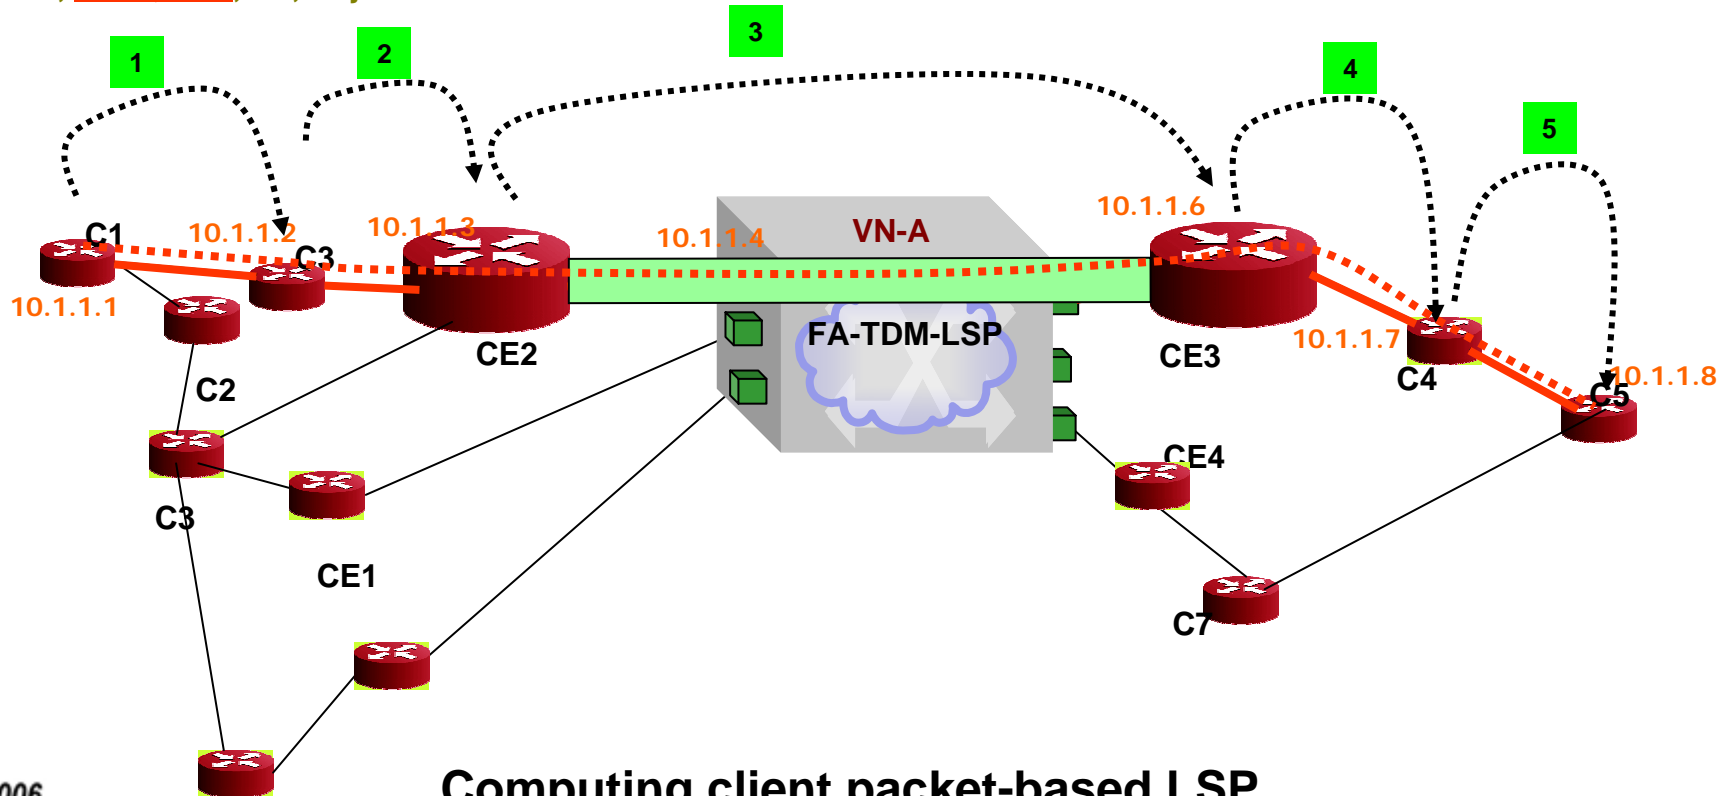 1
2
3
4
5
C1
10.1.1.2
10.1.1.3
C3
10.1.1.4
VN-A
10.1.1.6
10.1.1.1
FA-TDM-LSP
CE2
CE3
10.1.1.7
C4
10.1.1.8
C5
C2
CE4
C3
CE1
C7
Computing client packet-based LSP
006